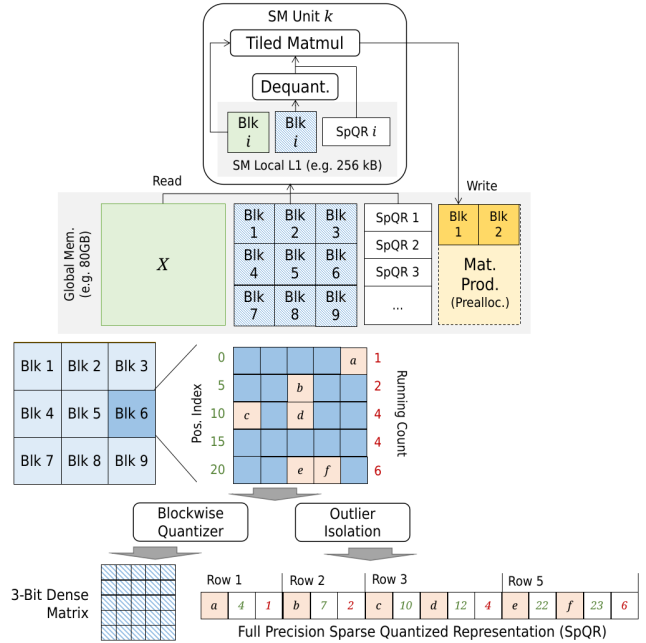 SM Unit k
Tiled Matmul
Dequant.
Blk i
Blk i
SpQR i
SM Local L1 (e.g. 256 kB)
Read
Write
Global Mem.
(e.g. 80GB)
X
Blk 1
Blk 2
Blk 3
Blk 4
Blk 5
Blk 6
Blk 7
Blk 8
Blk 9
SpQR 1
SpQR 2
SpQR 3
...
Blk 1
Blk 2
Mat.
Prod.
(Prealloc.)
Blk 1 Blk 2 Blk 3
Blk 4 Blk 5 Blk 6
Blk 7 Blk 8 Blk 9
Pos. Index
0 a 1
5 b 2
10 c d 4
15 4
20 e f 6
Running Count
Blockwise
Quantizer
Outlier
Isolation
3-Bit Dense
Matrix
Row 1 Row 2 Row 3 Row 5
a 4 1 b 7 2 c 10 d 12 4 e 22 f 23 6
Full Precision Sparse Quantized Representation (SpQR)